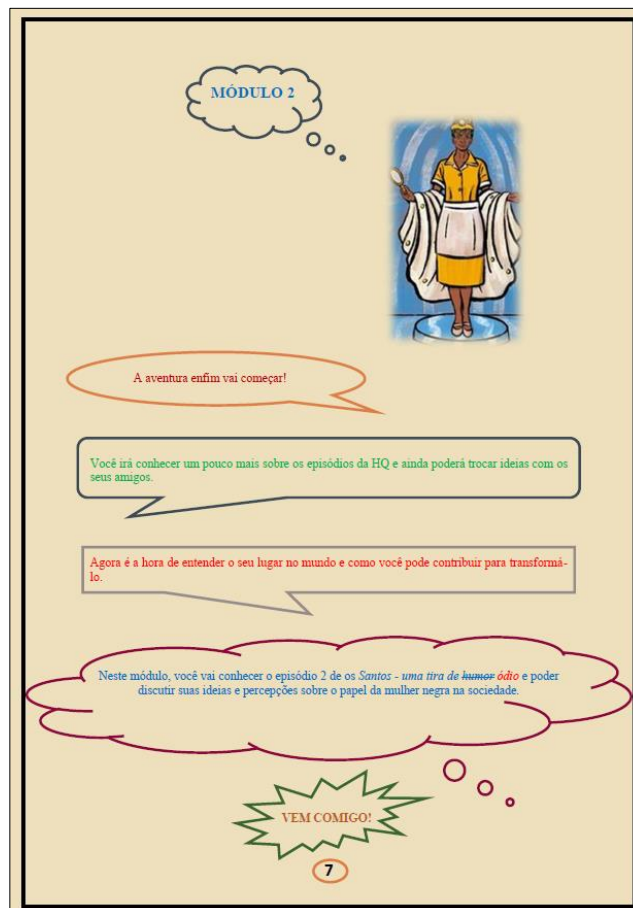 MÓDULO 2
A aventura enfim vai começar!
Você irá conhecer um pouco mais sobre os episódios da HQ e ainda poderá trocar ideias com os
seus amigos.
Agora é a hora de entender o seu lugar no mundo e como você pode contribuir para transformá-
lo.
Neste módulo, você vai conhecer o episódio 2 de os Santos - uma tira de humor ódio e poder
discutir suas ideias e percepções sobre o papel da mulher negra na sociedade.
VEM COMIGO!
7